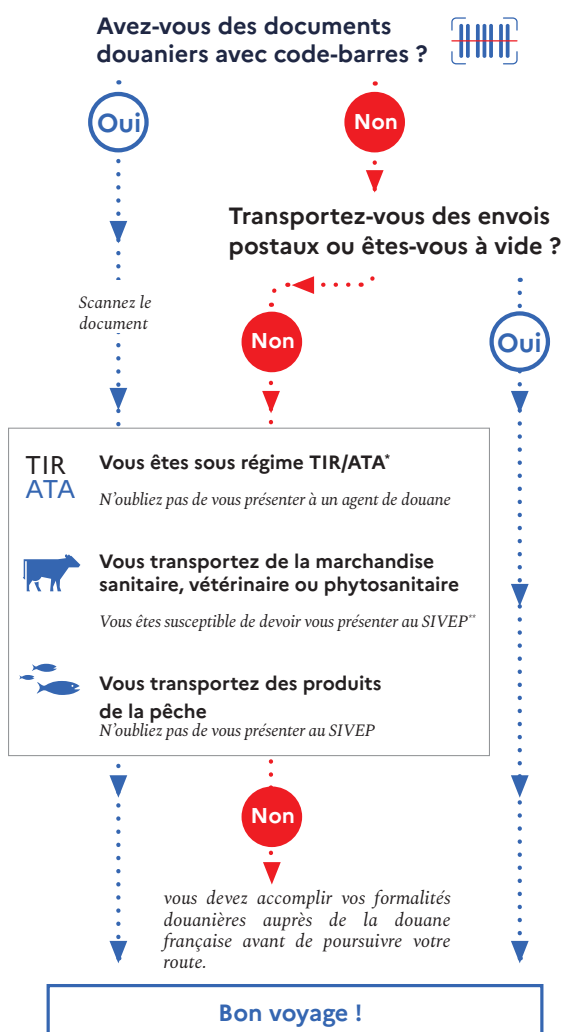 Avez-vous des documents
douaniers avec code-barres ?
Oui
Non
Transportez-vous des envois
postaux ou êtes-vous à vide ?
Scannez le
document
Non
Oui
TIR
ATA
Vous êtes sous régime TIR/ATA*
N'oubliez pas de vous présenter à un agent de douane
Vous transportez de la marchandise
sanitaire, vétérinaire ou phytosanitaire
Vous êtes susceptible de devoir vous présenter au SIVEP**
Vous transportez des produits
de la pêche
N'oubliez pas de vous présenter au SIVEP
Non
vous devez accomplir vos formalités
douanières auprès de la douane
française avant de poursuivre votre
route.
Bon voyage !